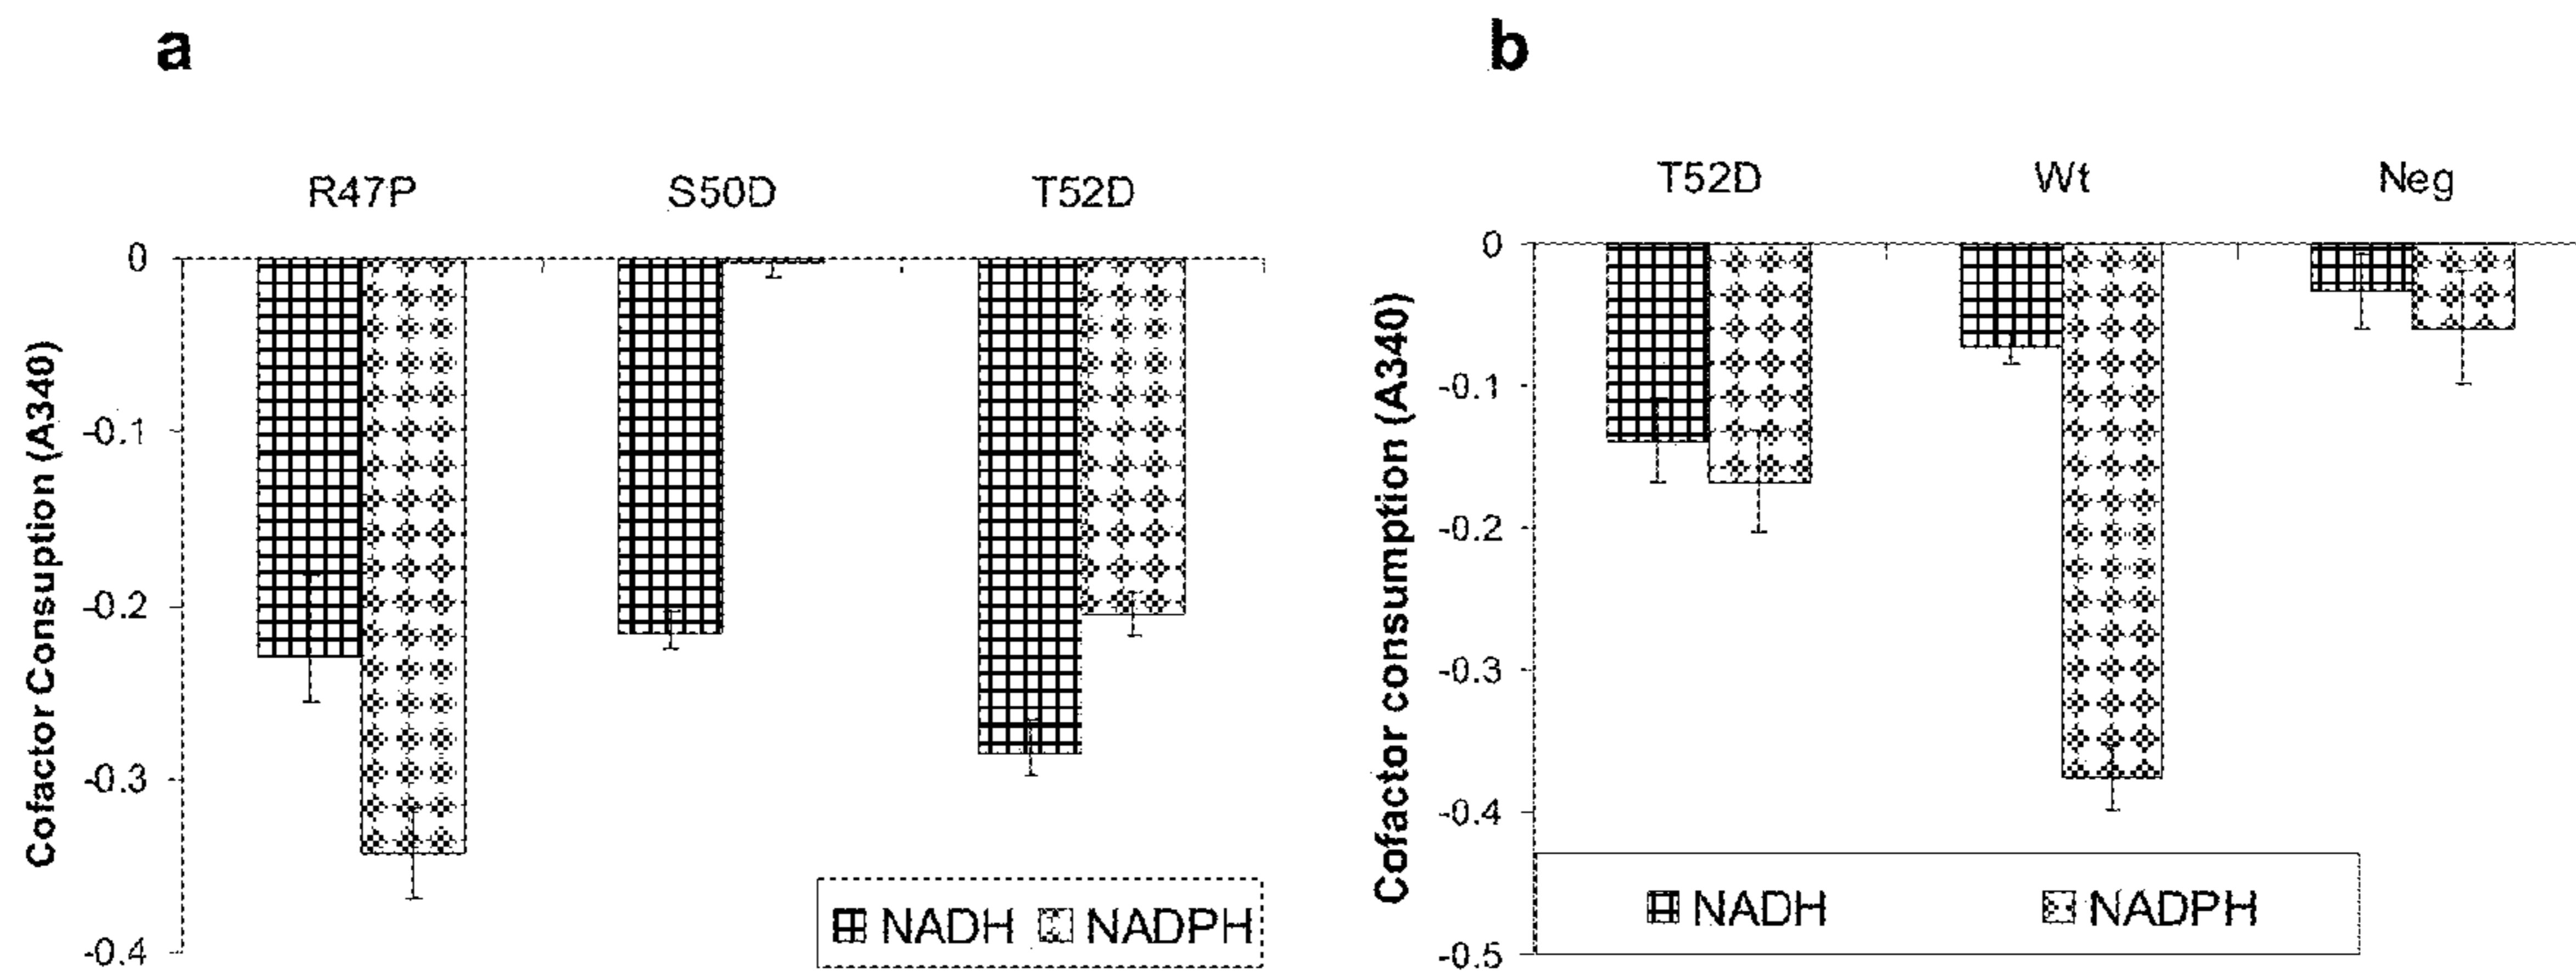 a
R47P S50D T52D
0
-0.1
-0.2
-0.3
-0.4
Cofactor Consuption (A340)
NADH NADPH
b
T52D Wt Neg
0
-0.1
-0.2
-0.3
-0.4
-0.5
Cofactor consumption (A340)
NADH NADPH